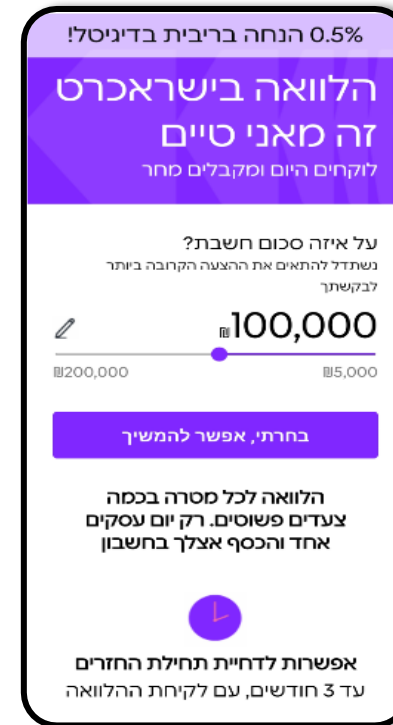 0.5% הנחה בריבית בדיגיטל!
הלוואה בישראכרט
זה מאני טיים
לוקחים היום ומקבלים מחר
על איזה סכום חשבת?
נשתדל להתאים את ההצעה הקרובה ביותר
לבקשתך
100,000₪
₪5,000
₪200,000
בחרתי, אפשר להמשיך
הלוואה לכל מטרה בכמה
צעדים פשוטים. רק יום עסקים
אחד והכסף אצלך בחשבון
אפשרות לדחיית תחילת החזרים
עד 3 חודשים, עם לקיחת ההלוואה